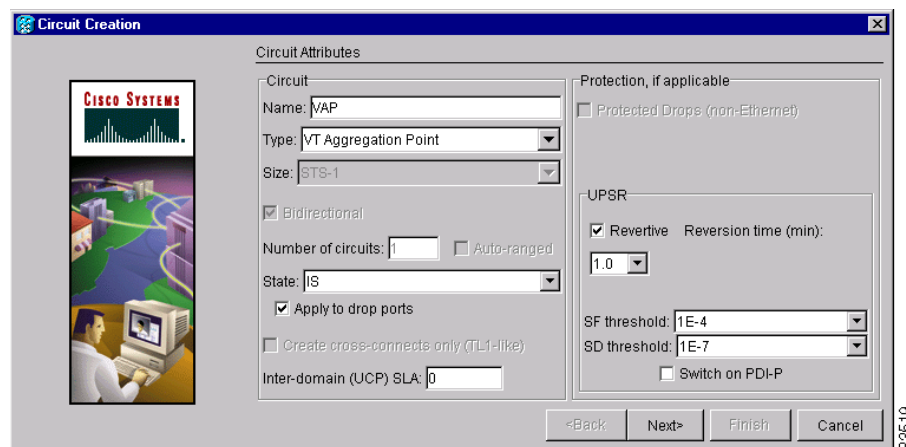 Circuit Creation
Circuit Attributes
CISCO SYSTEMS
Circuit
Name: VAP
Type: VT Aggregation Point
Size: STS-1
Bidirectional
Number of circuits: 1 Auto-ranged
State: IS
Apply to drop ports
Create cross-connects only (TL1-like)
Inter-domain (UCP) SLA: 0
Protection, if applicable
Protected Drops (non-Ethernet)
UPSR
Revertive Reversion time (min):
1.0
SF threshold: 1E-4
SD threshold: 1E-7
Switch on PDI-P
<Back Next> Finish Cancel